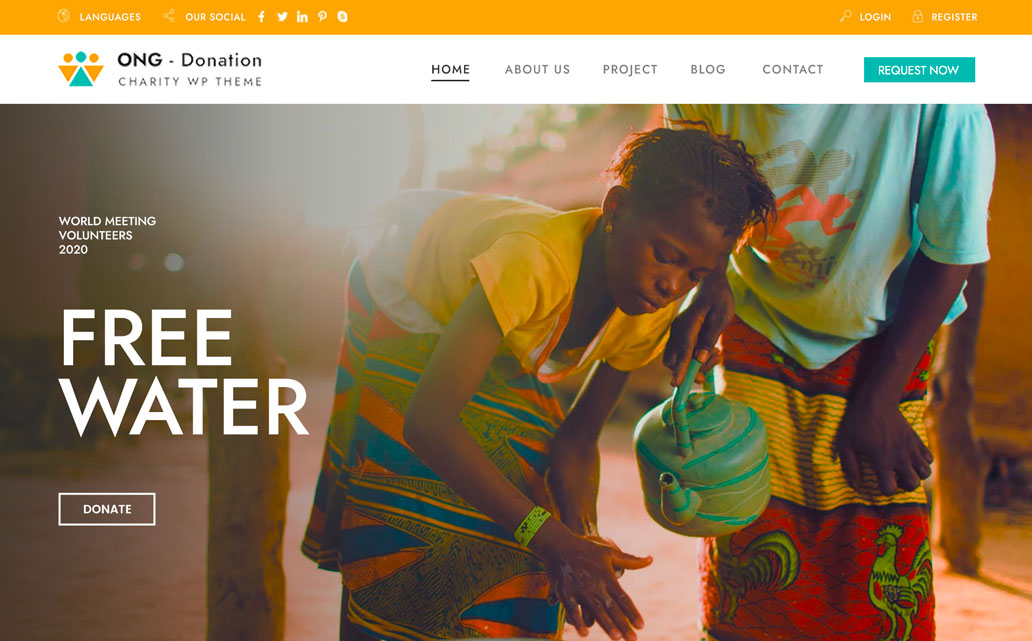 LANGUAGES OUR SOCIAL LOGIN REGISTER
ONG - Donation
CHARITY WP THEME
HOME ABOUT US PROJECT BLOG CONTACT REQUEST NOW
WORLD MEETING
VOLUNTEERS
2020
FREE
WATER
DONATE